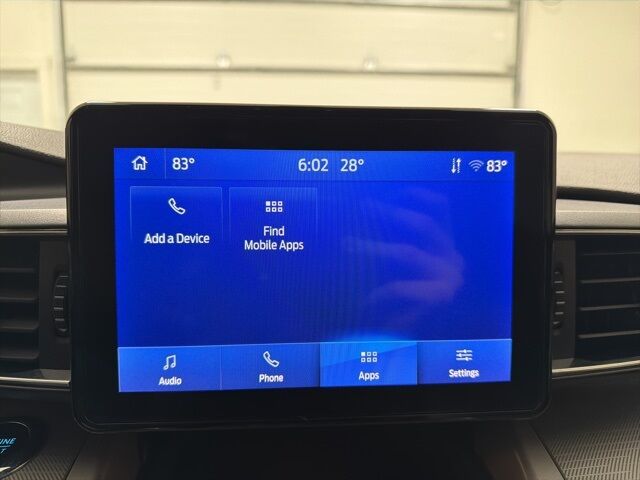 83° 6:02 28° 83°
Add a Device
Find
Mobile Apps
Audio Phone Apps Settings